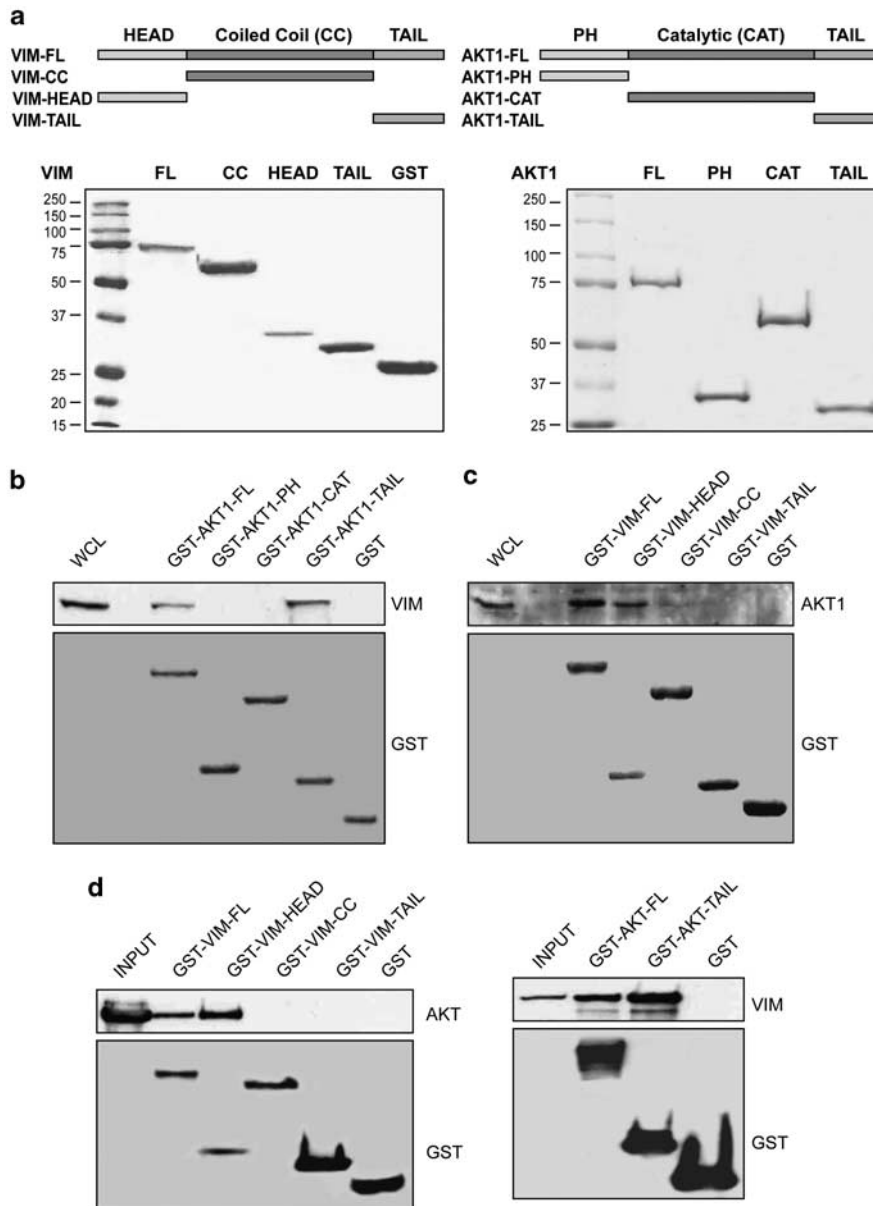 a
HEAD Coiled Coil (CC) TAIL
VIM-FL
VIM-CC
VIM-HEAD
VIM-TAIL
PH Catalytic (CAT) TAIL
AKT1-FL
AKT1-PH
AKT1-CAT
AKT1-TAIL
VIM FL CC HEAD TAIL GST
250
150
100
75
50
37
25
20
15
AKT1 FL PH CAT TAIL
250
150
100
75
50
37
25
b
WCL GST-AKT1-FL GST-AKT1-PH GST-AKT1-CAT GST-AKT1-TAIL GST
VIM
GST
c
WCL GST-VIM-FL GST-VIM-HEAD GST-VIM-CC GST-VIM-TAIL GST
AKT1
GST
d
INPUT GST-VIM-FL GST-VIM-HEAD GST-VIM-CC GST-VIM-TAIL GST
AKT
GST
INPUT GST-AKT-FL GST-AKT-TAIL GST
VIM
GST